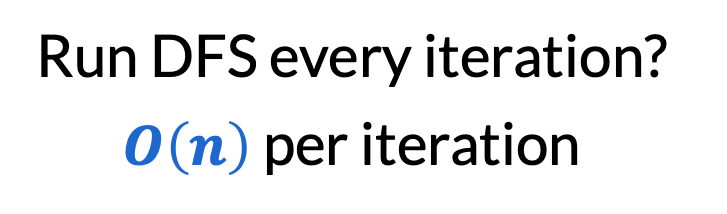 Run DFS every iteration?
O(n) per iteration